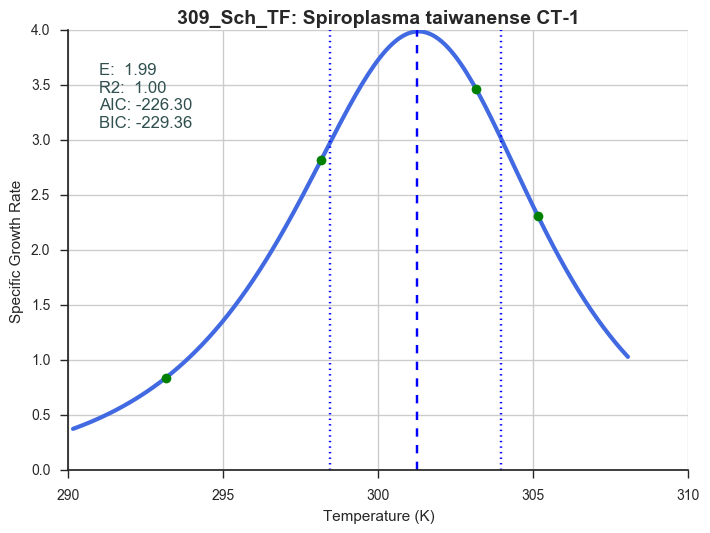 309_Sch_TF: Spiroplasma taiwanense CT-1
4.0
3.5
3.0
2.5
2.0
1.5
1.0
0.5
0.0
E:  1.99
R2:  1.00
AIC: -226.30
BIC: -229.36
Specific Growth Rate
290
295
300
305
310
Temperature (K)